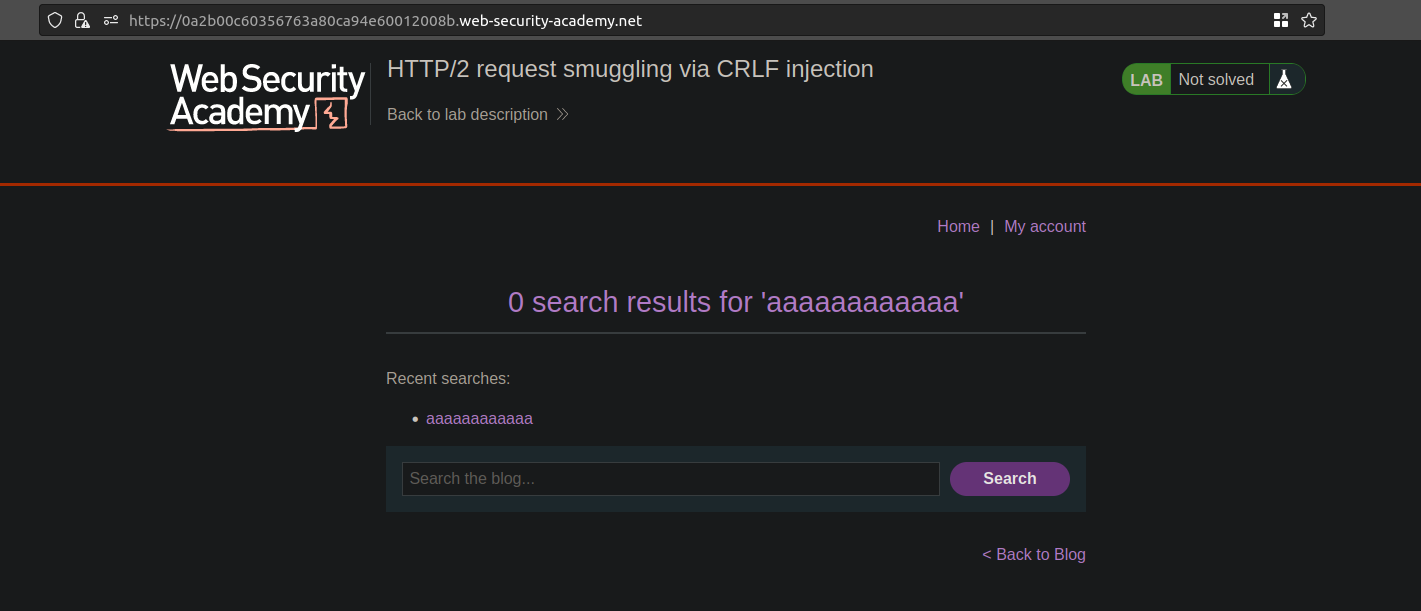 https://0a2b00c60356763a80ca94e60012008b.web-security-academy.net
WebSecurity
Academy
HTTP/2 request smuggling via CRLF injection
Back to lab description
LAB Not solved
Home | My account
0 search results for 'aaaaaaaaaaaa'
Recent searches:
aaaaaaaaaaaa
Search the blog...
Search
< Back to Blog